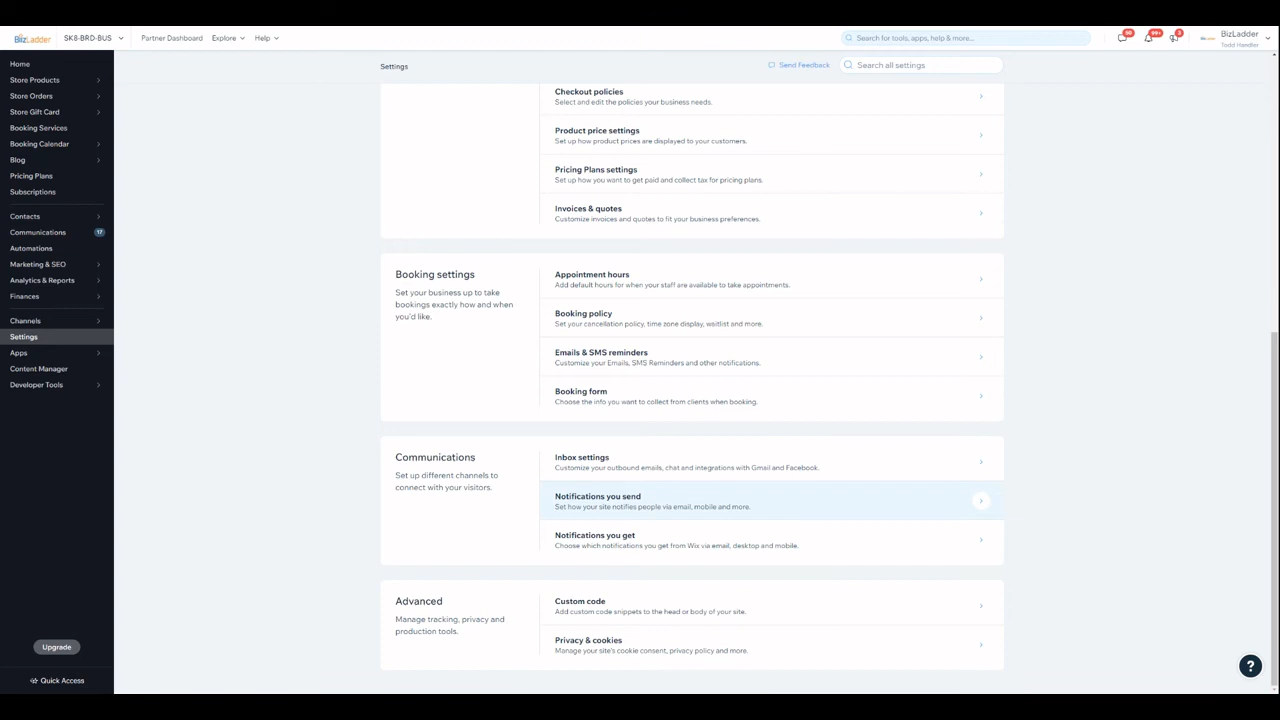 BizLadder
SK8-BRD-BUS
Partner Dashboard
Explore
Help
Search for tools, apps, help & more...
50
99+
3
BizLadder
Todd Handler
Home
Store Products
Store Orders
Store Gift Card
Booking Services
Booking Calendar
Blog
Pricing Plans
Subscriptions
Contacts
Communications
17
Automations
Marketing & SEO
Analytics & Reports
Finances
Channels
Settings
Apps
Content Manager
Developer Tools
Upgrade
Quick Access
Settings
Send Feedback
Search all settings
Checkout policies
Select and edit the policies your business needs.
Product price settings
Set up how product prices are displayed to your customers.
Pricing Plans settings
Set up how you want to get paid and collect tax for pricing plans.
Invoices & quotes
Customize invoices and quotes to fit your business preferences.
Booking settings
Set your business up to take
bookings exactly how and when
you'd like.
Appointment hours
Add default hours for when your staff are available to take appointments.
Booking policy
Set your cancellation policy, time zone display, waitlist and more.
Emails & SMS reminders
Customize your Emails, SMS Reminders and other notifications.
Booking form
Choose the info you want to collect from clients when booking.
Communications
Set up different channels to
connect with your visitors.
Inbox settings
Customize your outbound emails, chat and integrations with Gmail and Facebook.
Notifications you send
Set how your site notifies people via email, mobile and more.
Notifications you get
Choose which notifications you get from Wix via email, desktop and mobile.
Advanced
Manage tracking, privacy and
production tools.
Custom code
Add custom code snippets to the head or body of your site.
Privacy & cookies
Manage your site's cookie consent, privacy policy and more.
?